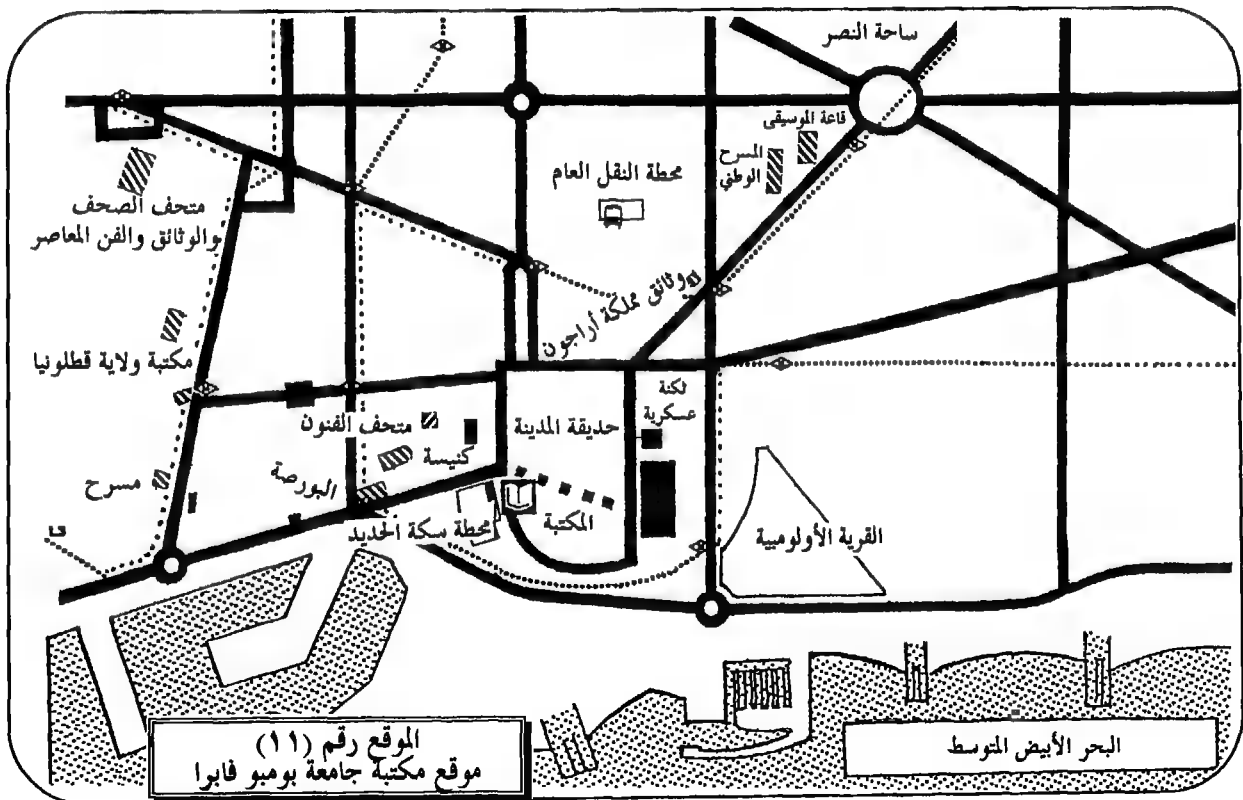 ساحة النصر
قاعة الموسيقى
المسرح
الوطني
محطة النقل العام
متحف الصحف
والوثائق والفن المعاصر
وثائق مملكة أراجون
مكتبة ولاية قطلونيا
ثكنة
عسكرية
حديقة المدينة
متحف الفنون
كنيسة
البورصة
مسرح
المكتبة
محطة سكة الحديد
القرية الأولومبية
البحر الأبيض المتوسط
الموقع رقم (١١)
موقع مكتبة جامعة بومبو فابرا